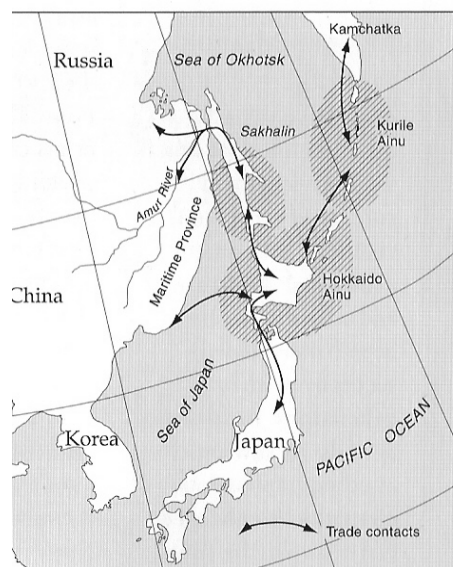 Kamchatka
Russia
Sea of Okhotsk
Sakhalin
Kurile
Ainu
Amur River
Maritime Province
China
Hokkaido
Ainu
Sea of Japan
Korea
Japan
PACIFIC OCEAN
Trade contacts